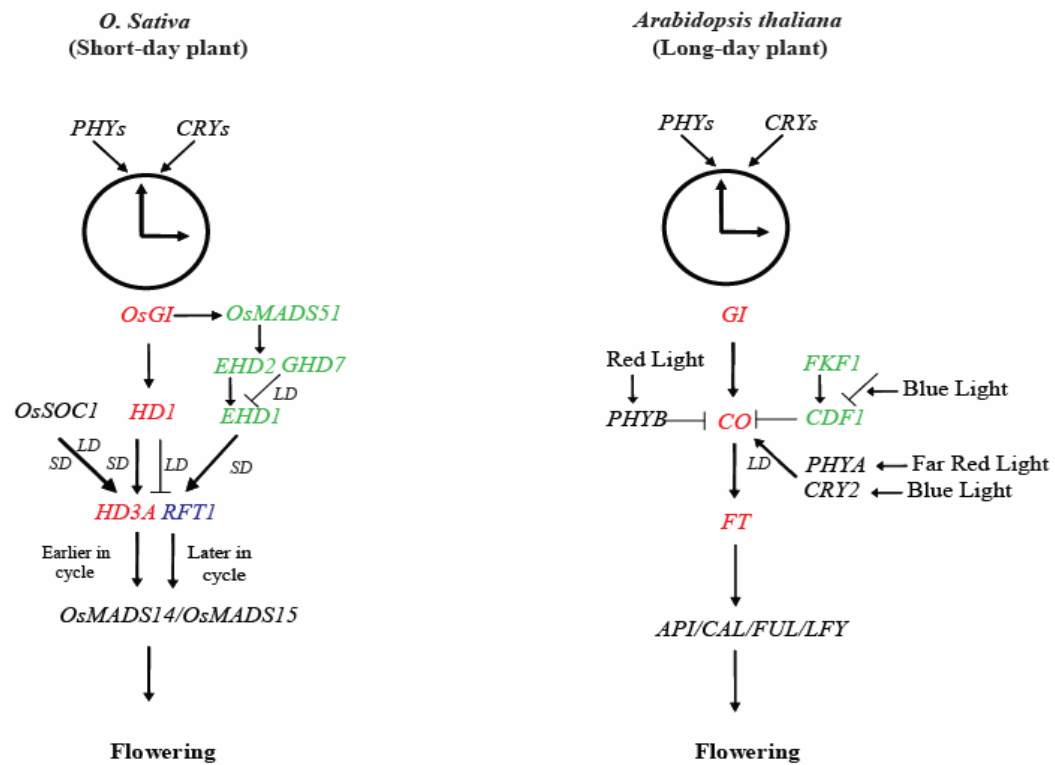 O. Sativa
(Short-day plant)
PHYs
CRYs
OsGI
OsMADS51
EHD2 GHD7
LD
OsSOC1
HD1
EHD1
LD
SD
SD
LD
SD
HD3A RFT1
Earlier in
cycle
Later in
cycle
OsMADS14/OsMADS15
Flowering
Arabidopsis thaliana
(Long-day plant)
PHYs
CRYs
GI
Red Light
FKF1
Blue Light
PHYB
CO
CDF1
LD
PHYA
Far Red Light
CRY2
Blue Light
FT
API/CAL/FUL/LFY
Flowering